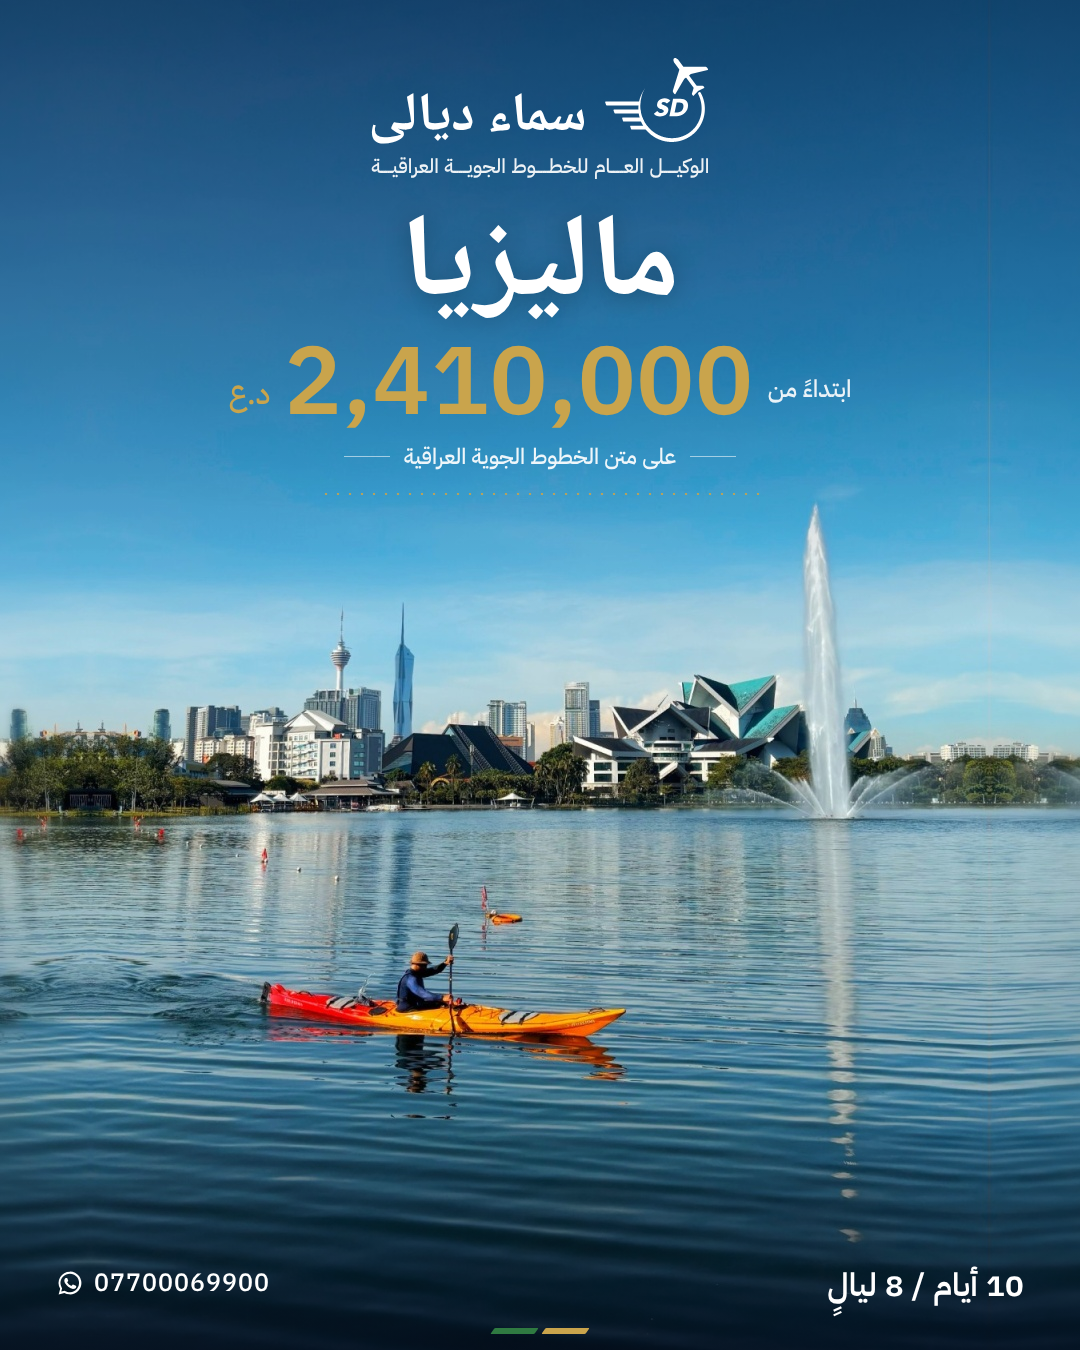 سماء ديالى SD
الوكيـل العـام للخطـوط الجويـة العراقيـة
ماليزيا
ابتداءً من 2,410,000 د.ع
على متن الخطوط الجوية العراقية
10 أيام / 8 ليالٍ
07700069900